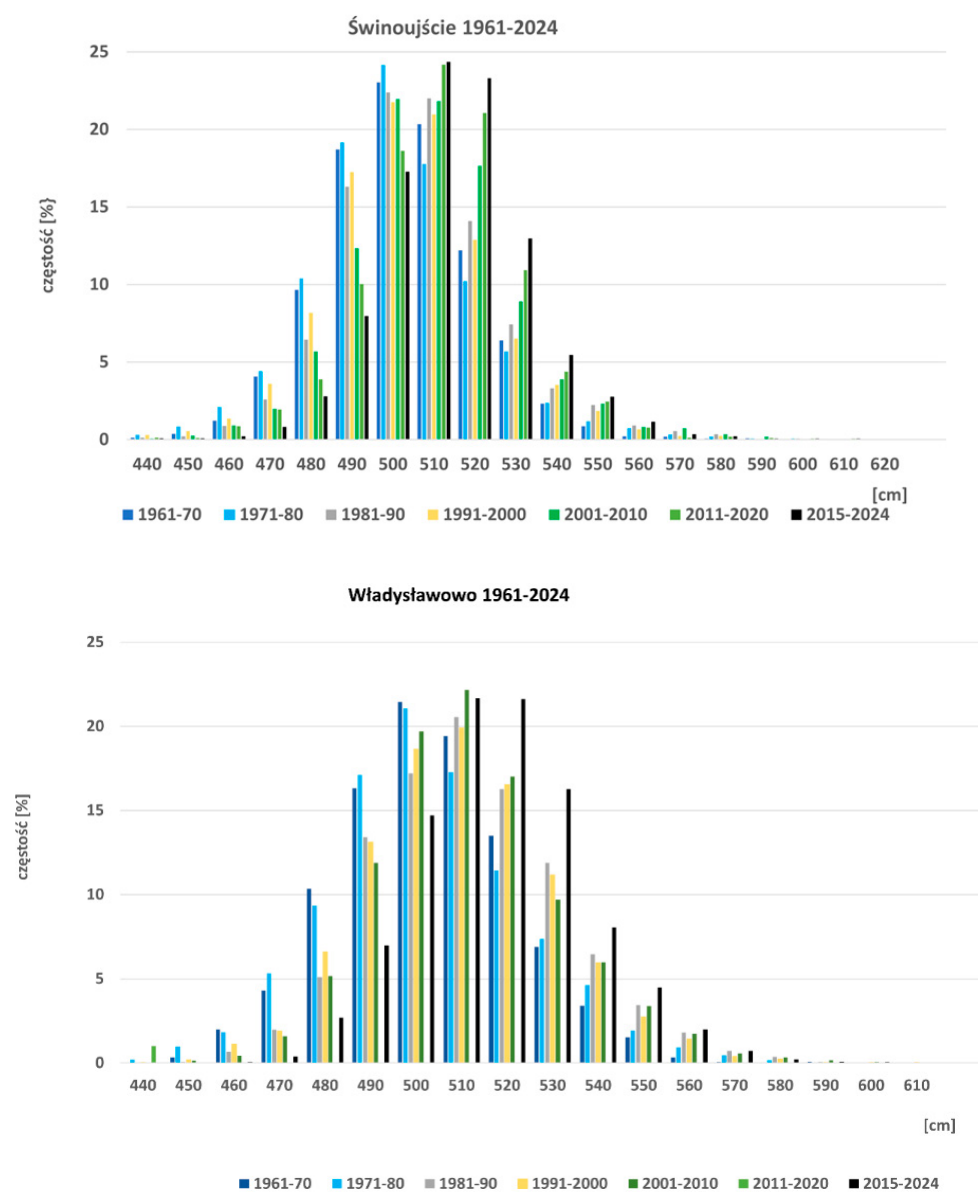 Świnoujście 1961-2024
25
20
15
10
5
0
częstość [%}
440 450 460 470 480 490 500 510 520 530 540 550 560 570 580 590 600 610 620
[cm]
1961-70 1971-80 1981-90 1991-2000 2001-2010 2011-2020 2015-2024
Władysławowo 1961-2024
25
20
15
10
5
0
częstość [%]
440 450 460 470 480 490 500 510 520 530 540 550 560 570 580 590 600 610
[cm]
1961-70 1971-80 1981-90 1991-2000 2001-2010 2011-2020 2015-2024